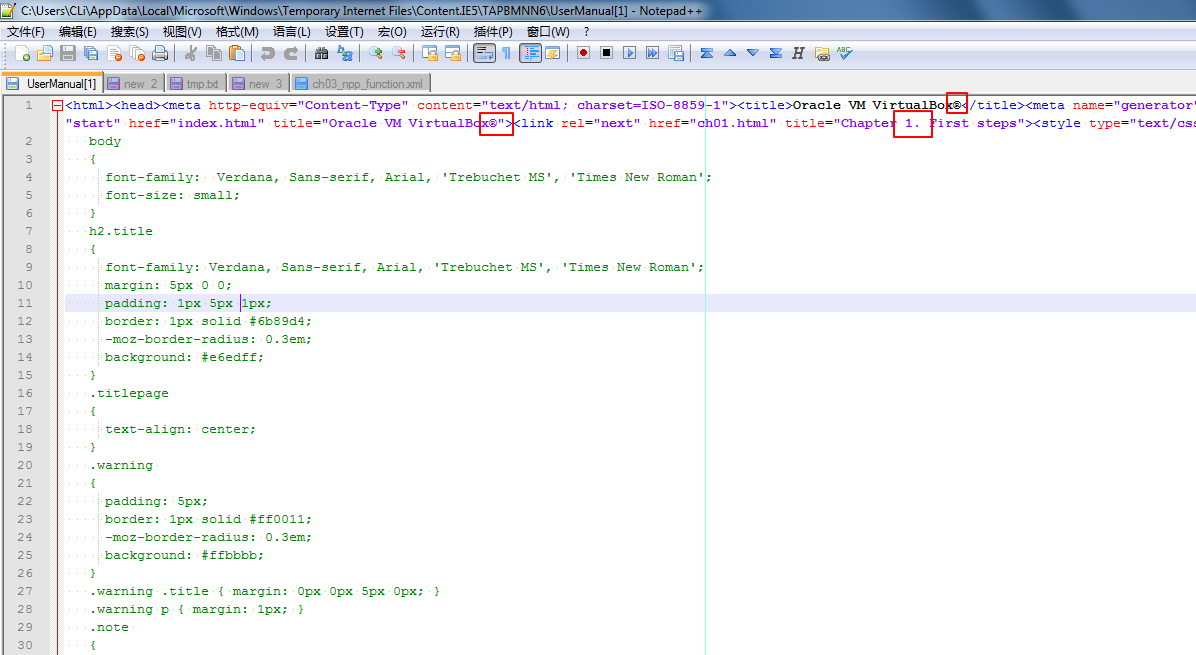 C:\Users\CLi\AppData\Local\Microsoft\Windows\Temporary Internet Files\Content.IE5\TAPBMNN6\UserManual[1] - Notepad++
文件(F) 编辑(E) 搜索(S) 视图(V) 格式(M) 语言(L) 设置(T) 宏(O) 运行(R) 插件(P) 窗口(W) ?
UserManual[1] new 2 tmp.txt new 3 ch03_npp_function.xml
1 <html><head><meta http-equiv="Content-Type" content="text/html; charset=ISO-8859-1"><title>Oracle VM VirtualBox®</title><meta name="generator"
"start" href="index.html" title="Oracle VM VirtualBox®"><link rel="next" href="ch01.html" title="Chapter 1. First steps"><style type="text/css
2 body
3 {
4 font-family:  Verdana, Sans-serif, Arial, 'Trebuchet MS', 'Times New Roman';
5 font-size: small;
6 }
7 h2.title
8 {
9 font-family: Verdana, Sans-serif, Arial, 'Trebuchet MS', 'Times New Roman';
10 margin: 5px 0 0;
11 padding: 1px 5px 1px;
12 border: 1px solid #6b89d4;
13 -moz-border-radius: 0.3em;
14 background: #e6edff;
15 }
16 .titlepage
17 {
18 text-align: center;
19 }
20 .warning
21 {
22 padding: 5px;
23 border: 1px solid #ff0011;
24 -moz-border-radius: 0.3em;
25 background: #ffbbbb;
26 }
27 .warning .title { margin: 0px 0px 5px 0px; }
28 .warning p { margin: 1px; }
29 .note
30 {